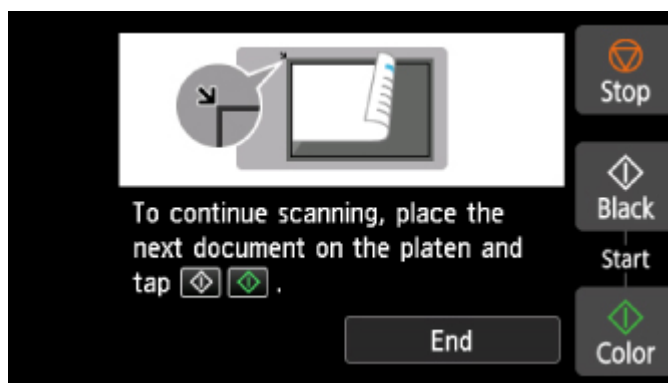 To continue scanning, place the
next document on the platen and
tap .
End
Stop
Black
Start
Color